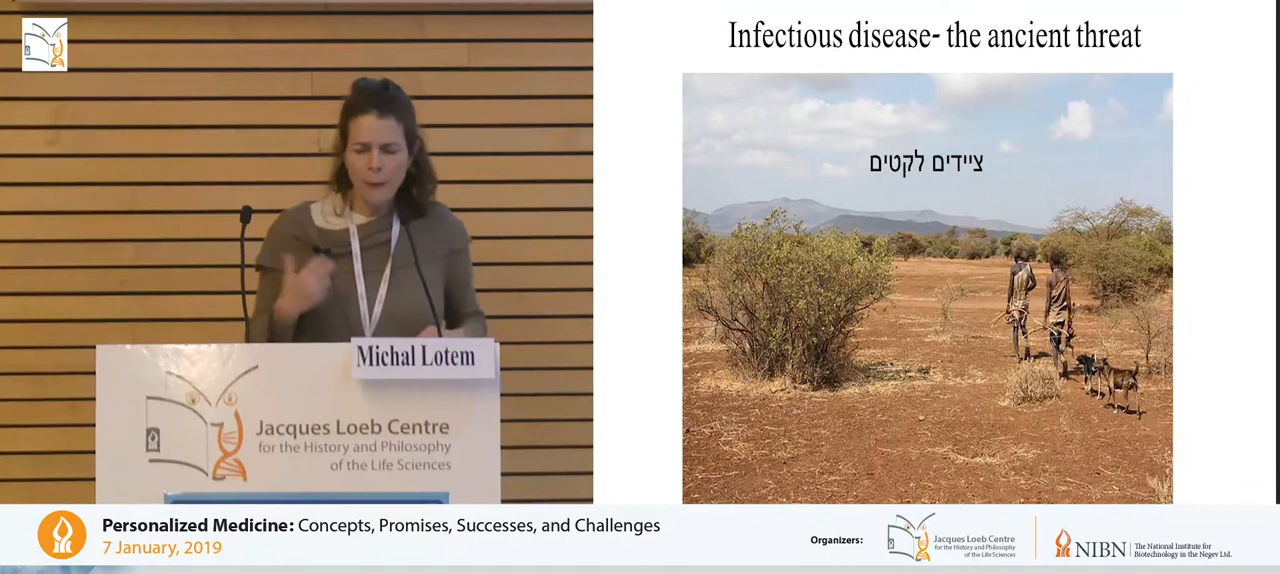 Infectious disease- the ancient threat
ציידים לקטים
Michal Lotem
Jacques Loeb Centre
for the History and Philosophy
of the Life Sciences
Personalized Medicine: Concepts, Promises, Successes, and Challenges
7 January, 2019
Organizers:
Jacques Loeb Centre
for the History and Philosophy
of the Life Sciences
NIBN
The National Institute for
Biotechnology in the Negev Ltd.